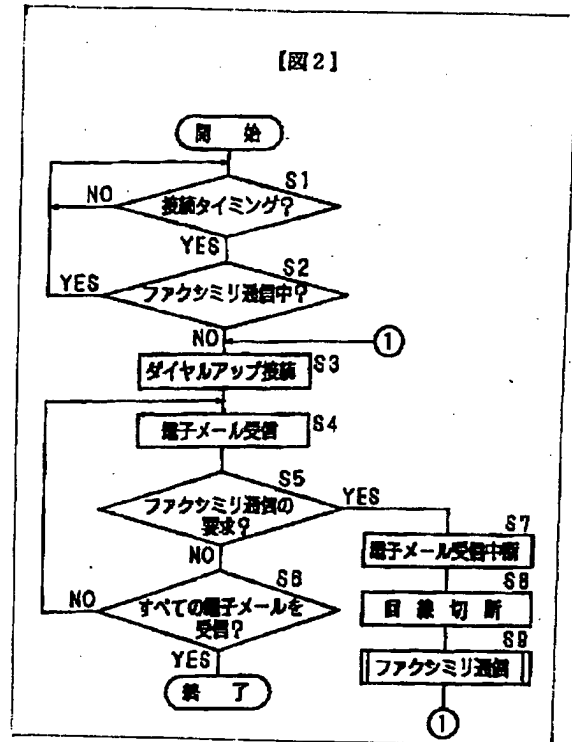 【図2】
開 始
S1
NO
接続タイミング?
YES
S2
YES
ファクシミリ通信中?
NO
①
ダイヤルアップ接続
S3
電子メール受信
S4
S5
ファクシミリ通信の
要求?
YES
NO
S7
電子メール受信中断
S6
NO
すべての電子メールを
受信?
YES
S8
回 線 切 断
S9
ファクシミリ通信
終 了
①